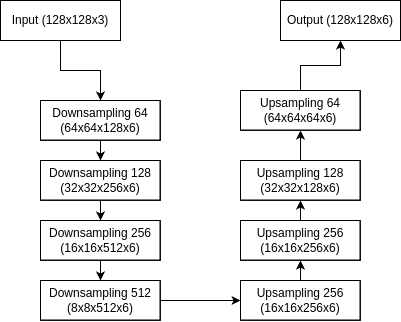 Input (128x128x3)
Output (128x128x6)
Downsampling 64
(64x64x128x6)
Downsampling 128
(32x32x256x6)
Downsampling 256
(16x16x512x6)
Downsampling 512
(8x8x512x6)
Upsampling 64
(64x64x64x6)
Upsampling 128
(32x32x128x6)
Upsampling 256
(16x16x256x6)
Upsampling 256
(16x16x256x6)